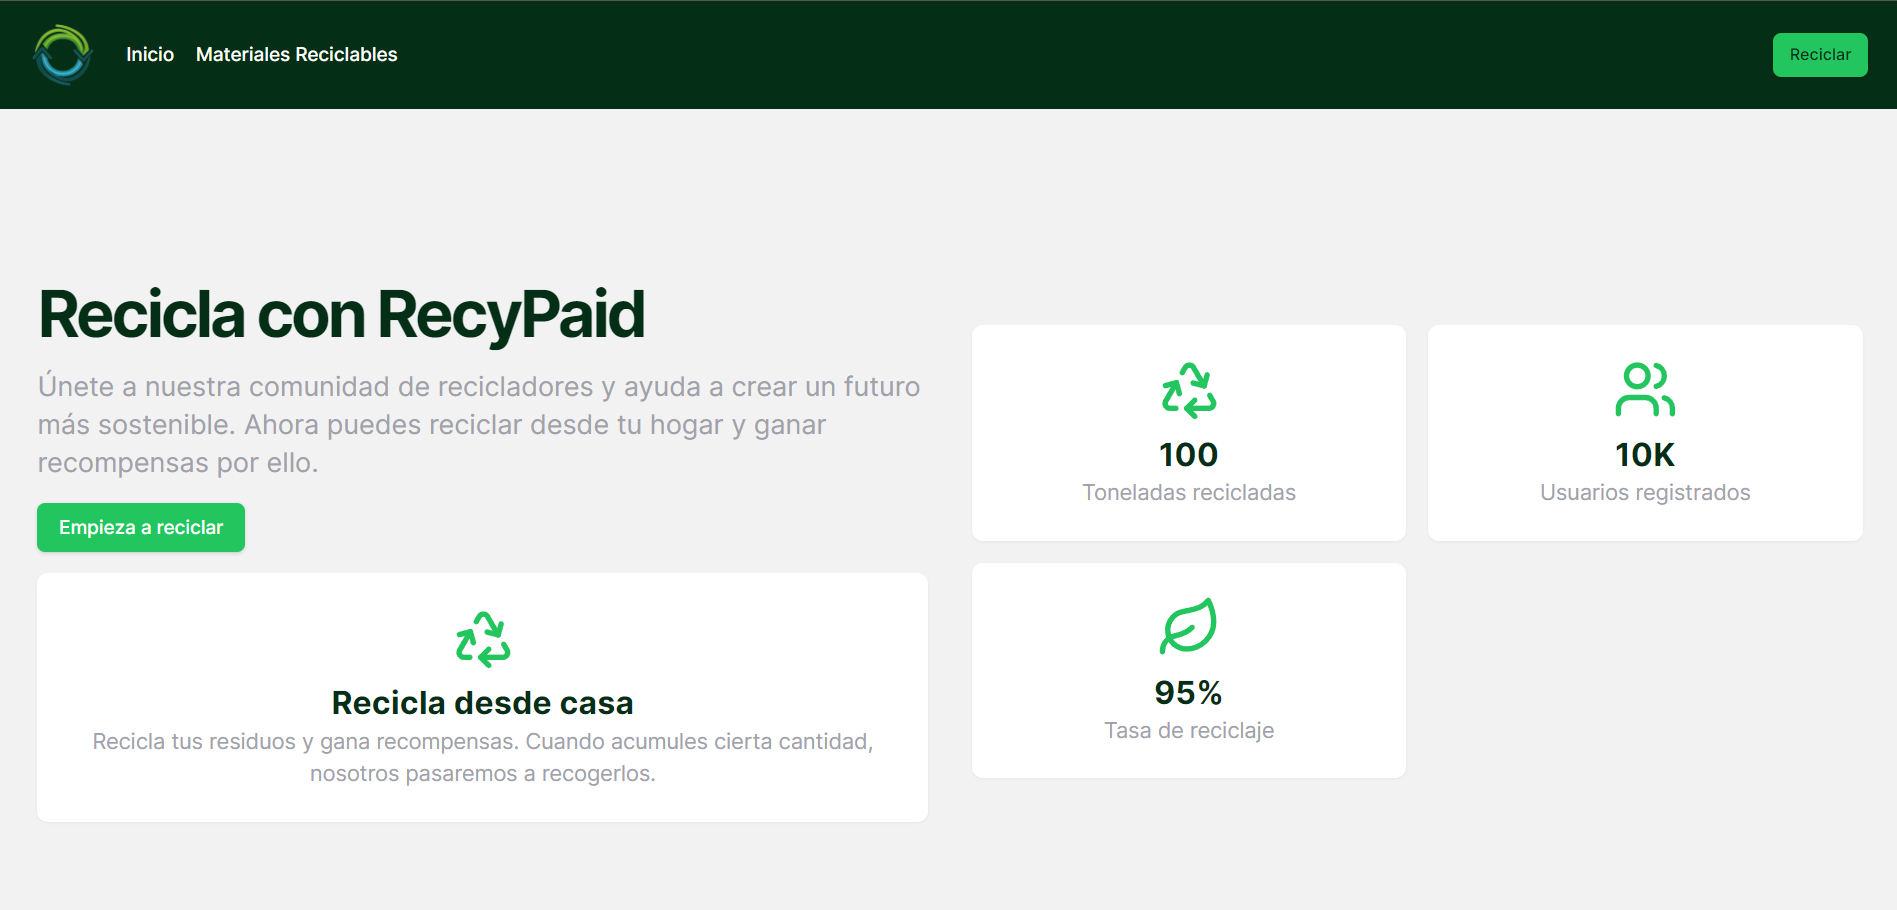 Inicio
Materiales Reciclables
Reciclar
Recicla con RecyPaid
Únete a nuestra comunidad de recicladores y ayuda a crear un futuro
más sostenible. Ahora puedes reciclar desde tu hogar y ganar
recompensas por ello.
Empieza a reciclar
Recicla desde casa
Recicla tus residuos y gana recompensas. Cuando acumules cierta cantidad,
nosotros pasaremos a recogerlos.
100
Toneladas recicladas
10K
Usuarios registrados
95%
Tasa de reciclaje